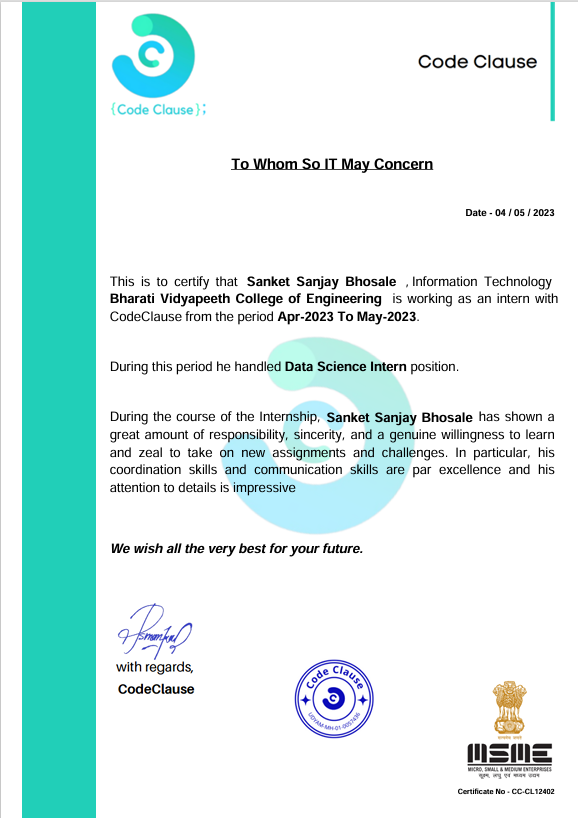 {Code Clause};
Code Clause
To Whom So IT May Concern
Date - 04 / 05 / 2023
This is to certify that Sanket Sanjay Bhosale , Information Technology
Bharati Vidyapeeth College of Engineering is working as an intern with
CodeClause from the period Apr-2023 To May-2023.
During this period he handled Data Science Intern position.
During the course of the Internship, Sanket Sanjay Bhosale has shown a
great amount of responsibility, sincerity, and a genuine willingness to learn
and zeal to take on new assignments and challenges. In particular, his
coordination skills and communication skills are par excellence and his
attention to details is impressive
We wish all the very best for your future.
with regards,
CodeClause
Code Clause
UDYAM-MH-01-0057436
सत्यमेव जयते
MSME
MICRO, SMALL & MEDIUM ENTERPRISES
सूक्ष्म, लघु एवं मध्यम उद्यम
Certificate No - CC-CL12402